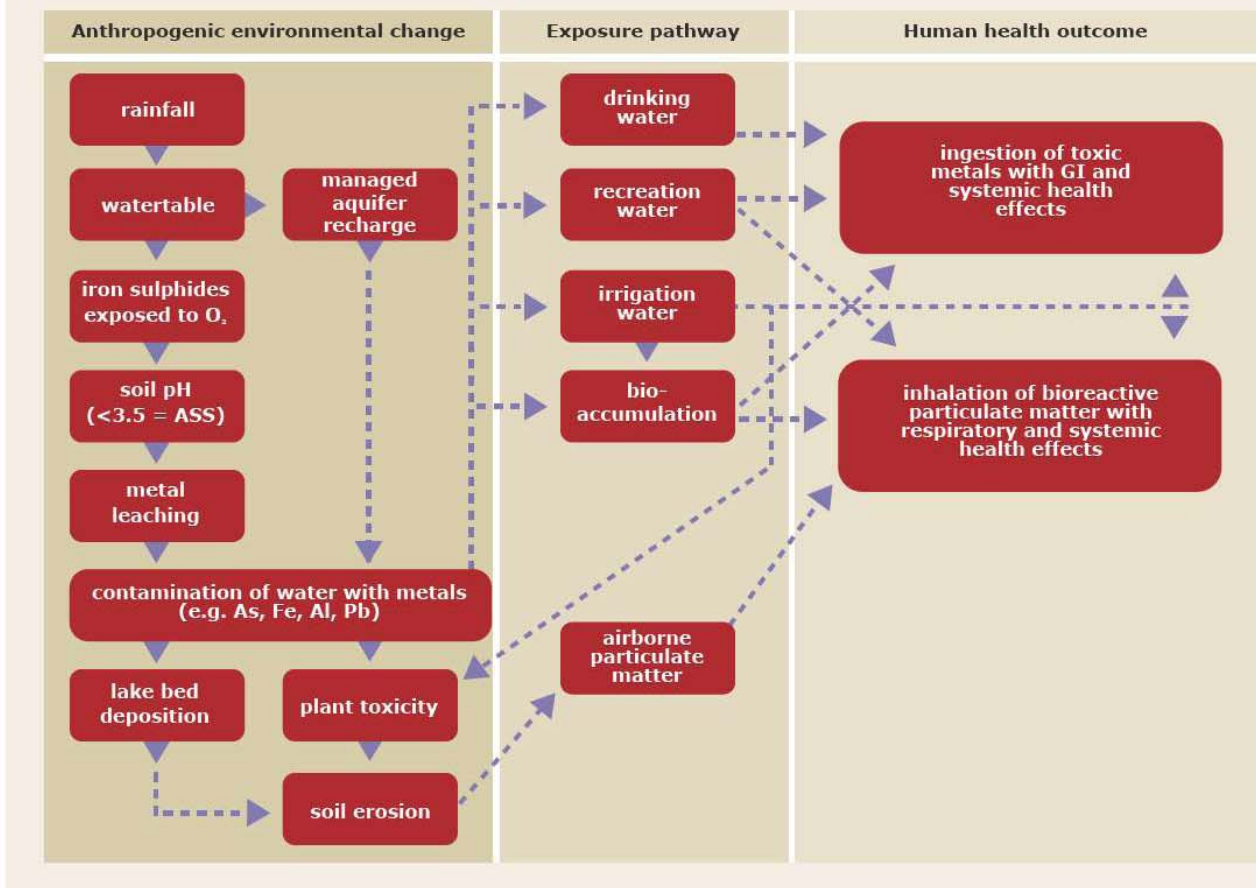 Anthropogenic environmental change
Exposure pathway
Human health outcome
rainfall
watertable
managed
aquifer
recharge
iron sulphides
exposed to O₂
soil pH
(<3.5 = ASS)
metal
leaching
contamination of water with metals
(e.g. As, Fe, Al, Pb)
lake bed
deposition
plant toxicity
soil erosion
drinking
water
recreation
water
irrigation
water
bio-
accumulation
airborne
particulate
matter
ingestion of toxic
metals with GI and
systemic health
effects
inhalation of bioreactive
particulate matter with
respiratory and systemic
health effects